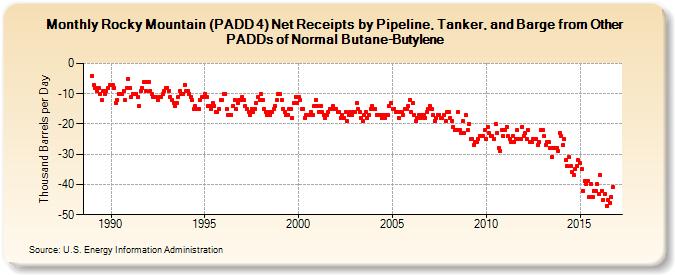 Monthly Rocky Mountain (PADD 4) Net Receipts by Pipeline, Tanker, and Barge from Other
PADDs of Normal Butane-Butylene
Thousand Barrels per Day
0
-10
-20
-30
-40
-50
1990 1995 2000 2005 2010 2015
Source: U.S. Energy Information Administration